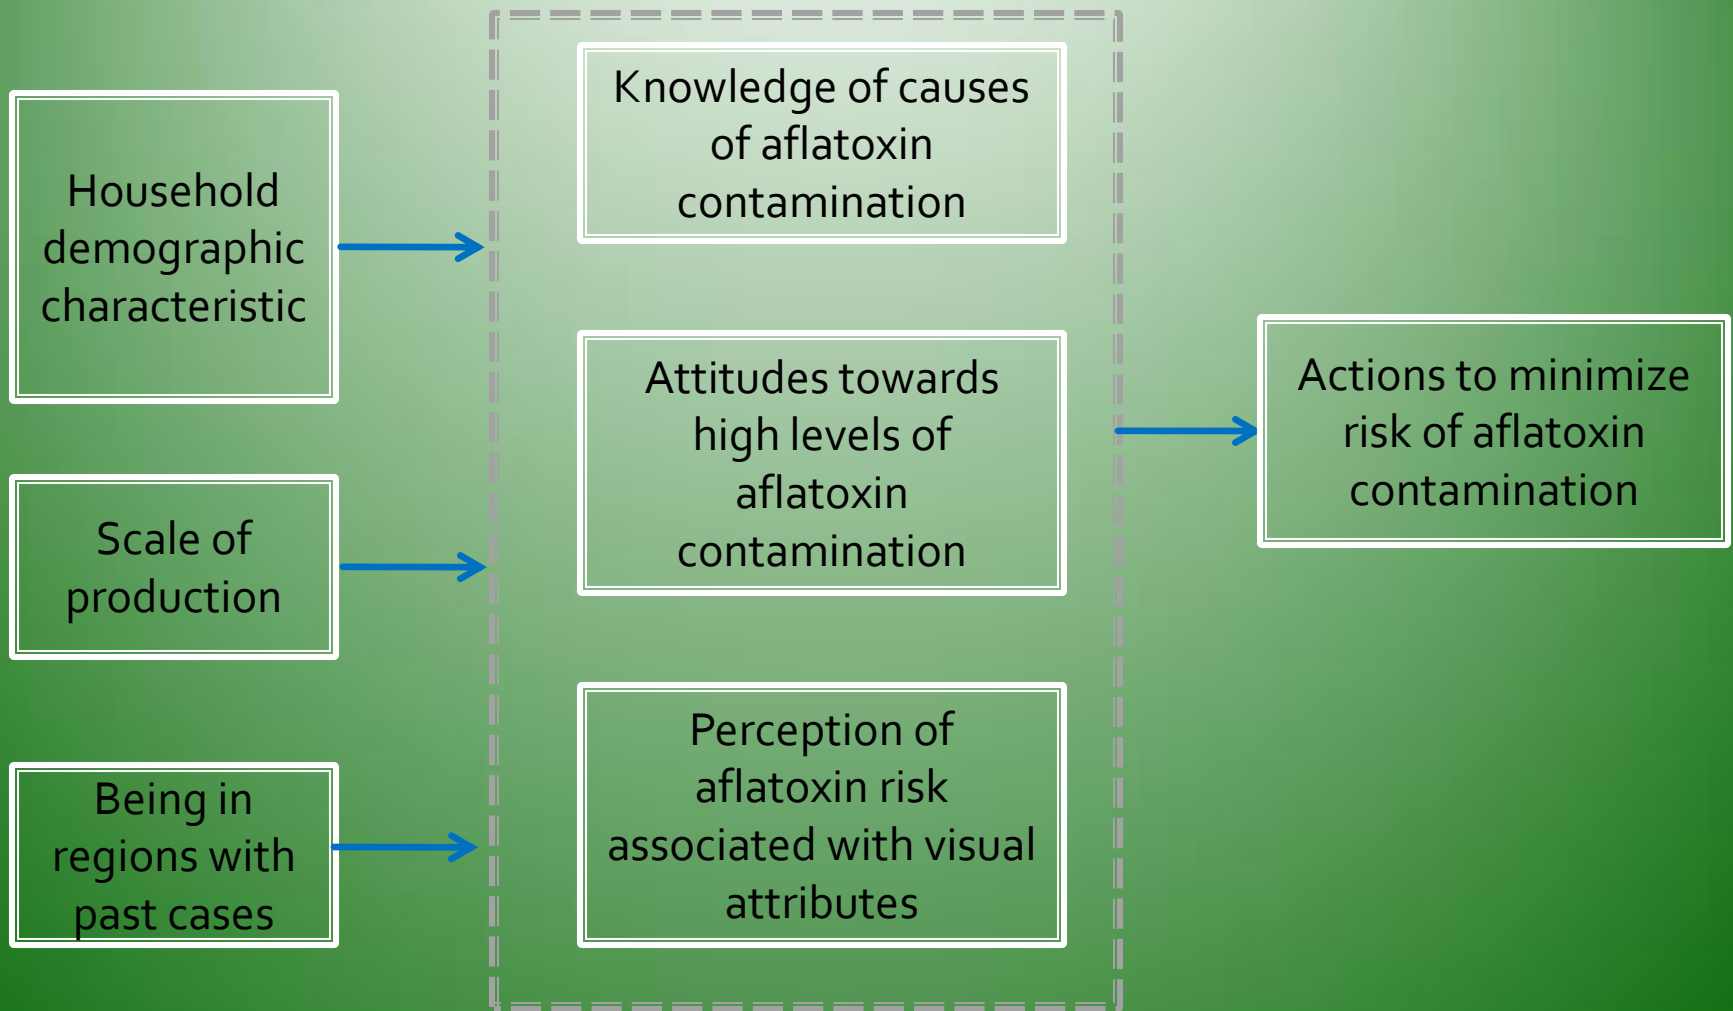 Household
demographic
characteristic
Scale of
production
Being in
regions with
past cases
Knowledge of causes
of aflatoxin
contamination
Attitudes towards
high levels of
aflatoxin
contamination
Perception of
aflatoxin risk
associated with visual
attributes
Actions to minimize
risk of aflatoxin
contamination